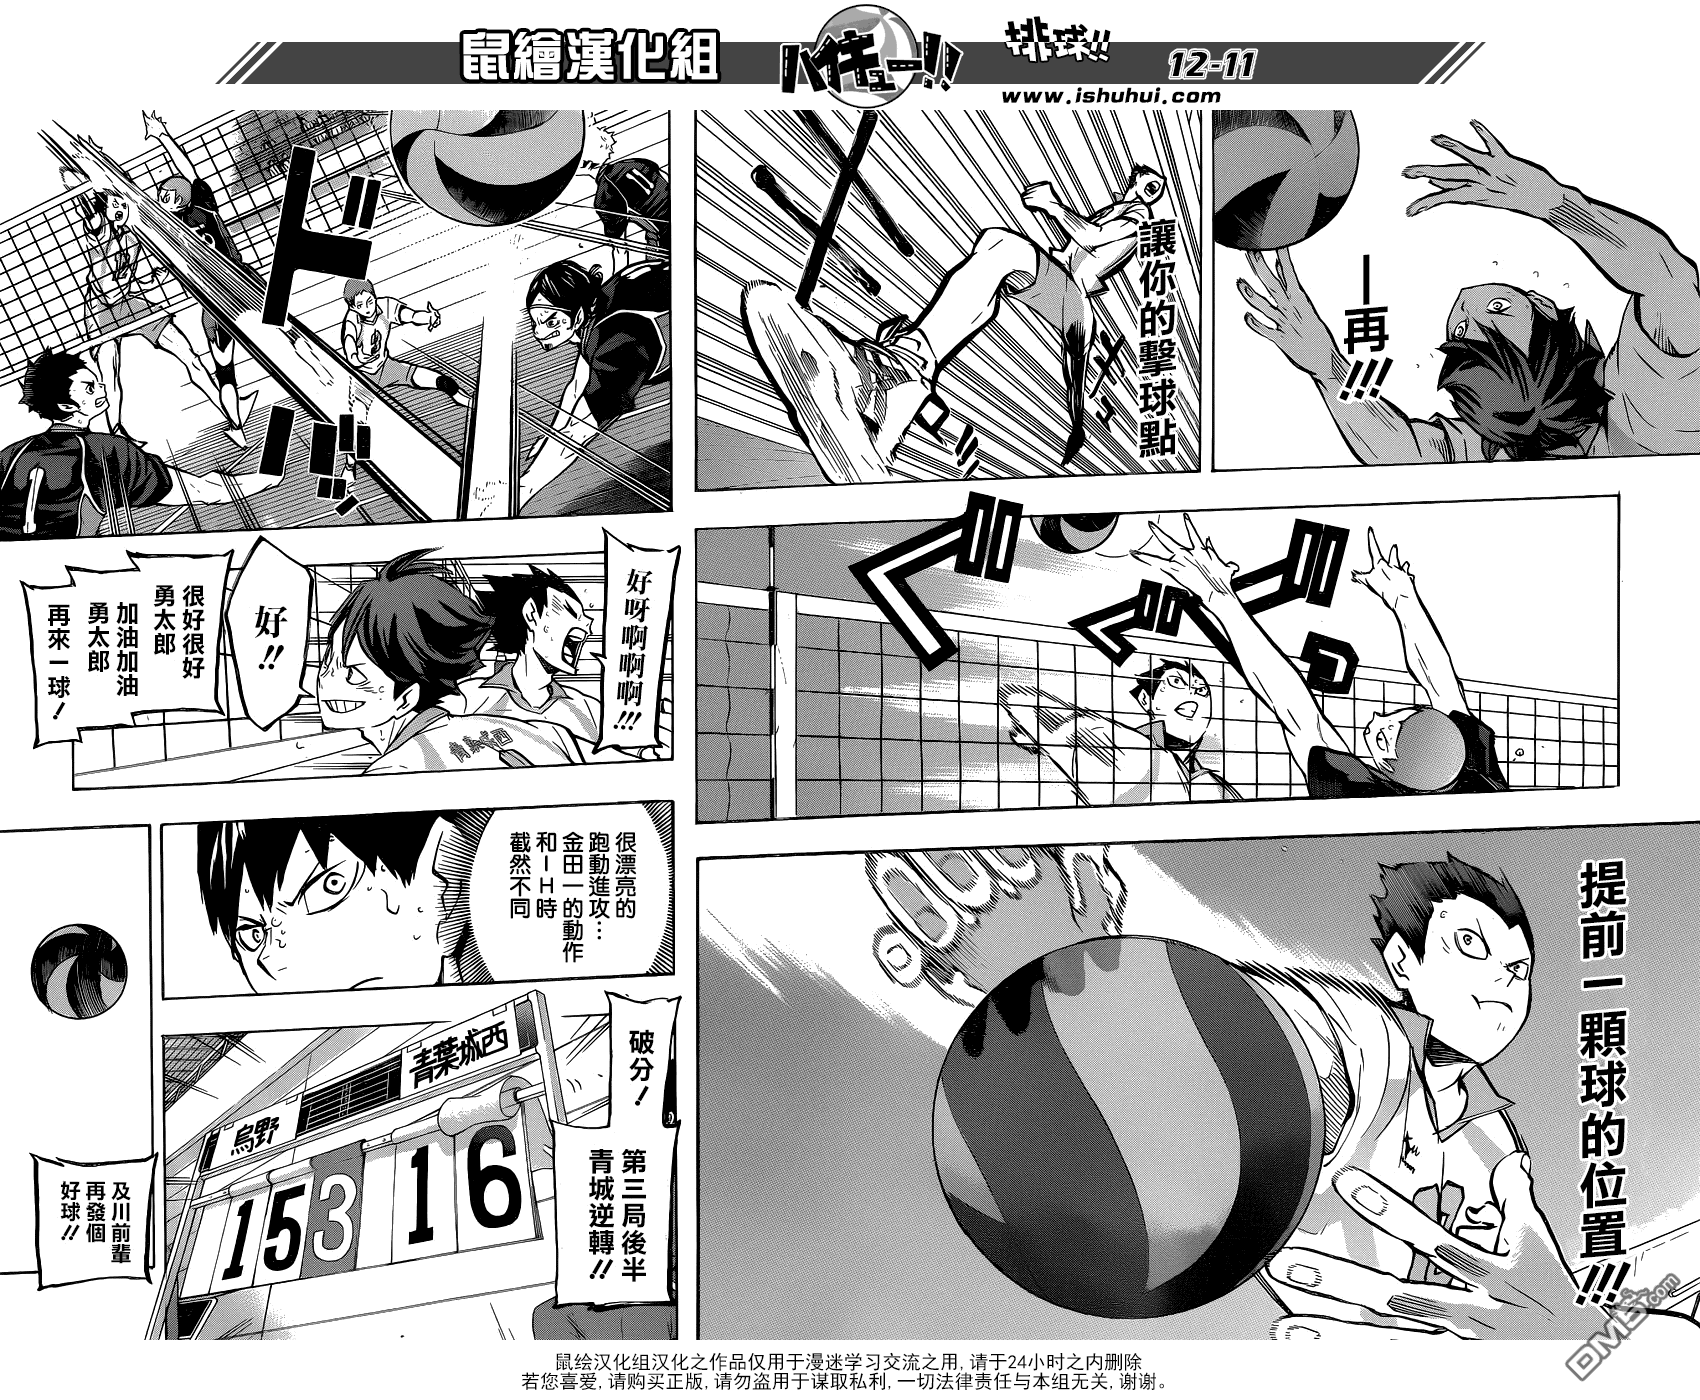 鼠繪漢化組
ハイキュー!!
排球!!
12-11
www.ishuhui.com
ー再!!!
讓你的擊球點
提前一顆球的位置!!!
ド
バッ
好呀啊啊啊!!!
好!!
很好很好
勇太郎
加油加油
勇太郎
再來一球!
很漂亮的
跑動進攻…
金田一的動作
和IH時
截然不同
破分!
第三局後半
青城逆轉!!
青葉城西
烏野
15
3
16
及川前輩
再發個
好球!!
DM5.com
鼠绘汉化组汉化之作品仅用于漫迷学习交流之用,请于24小时之内删除
若您喜爱,请购买正版,请勿盗用于谋取私利,一切法律责任与本组无关,谢谢。